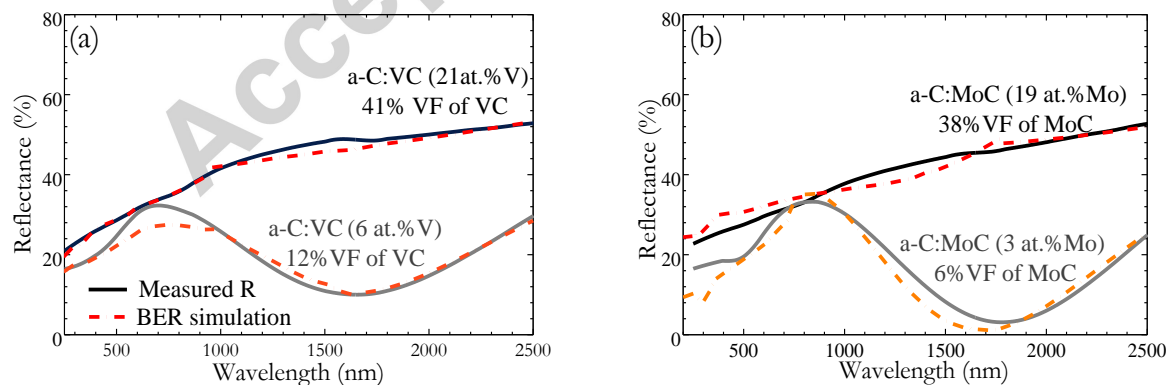 Accep
(a)
a-C:VC (21at.%V)
41% VF of VC
a-C:VC (6 at.%V)
12%VF of VC
Measured R
BER simulation
Reflectance (%)
80
60
40
20
0
500
1000
1500
2000
2500
Wavelength (nm)
(b)
a-C:MoC (19 at.%Mo)
38%VF of MoC
a-C:MoC (3 at.%Mo)
6%VF of MoC
Reflectance (%)
80
60
40
20
0
500
1000
1500
2000
2500
Wavelength (nm)